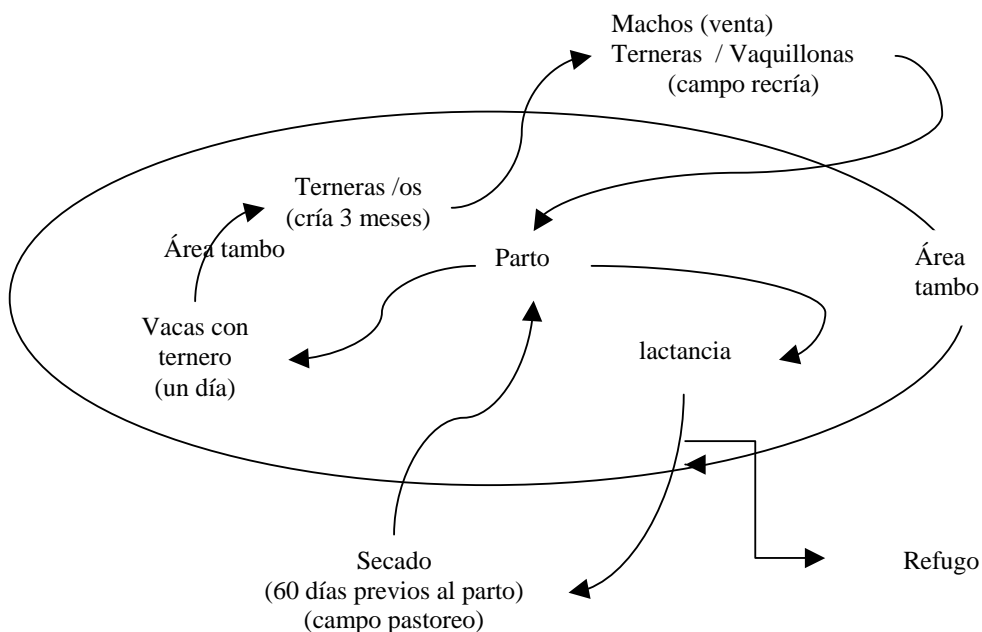 Machos (venta)
Terneras / Vaquillonas
(campo recría)
Terneras /os
(cría 3 meses)
Área tambo
Parto
Área
tambo
Vacas con
ternero
(un día)
lactancia
Secado
(60 días previos al parto)
(campo pastoreo)
Refugo